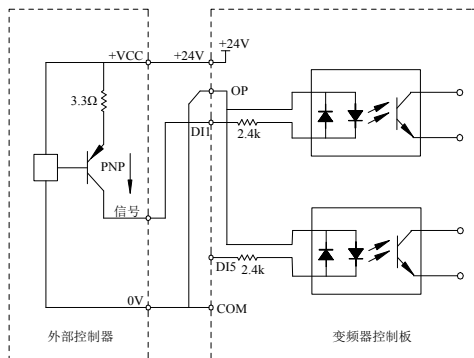 +VCC
+24V
+24V
3.3Ω
OP
DI1
2.4k
PNP
信号
DI5
2.4k
0V
COM
外部控制器
变频器控制板